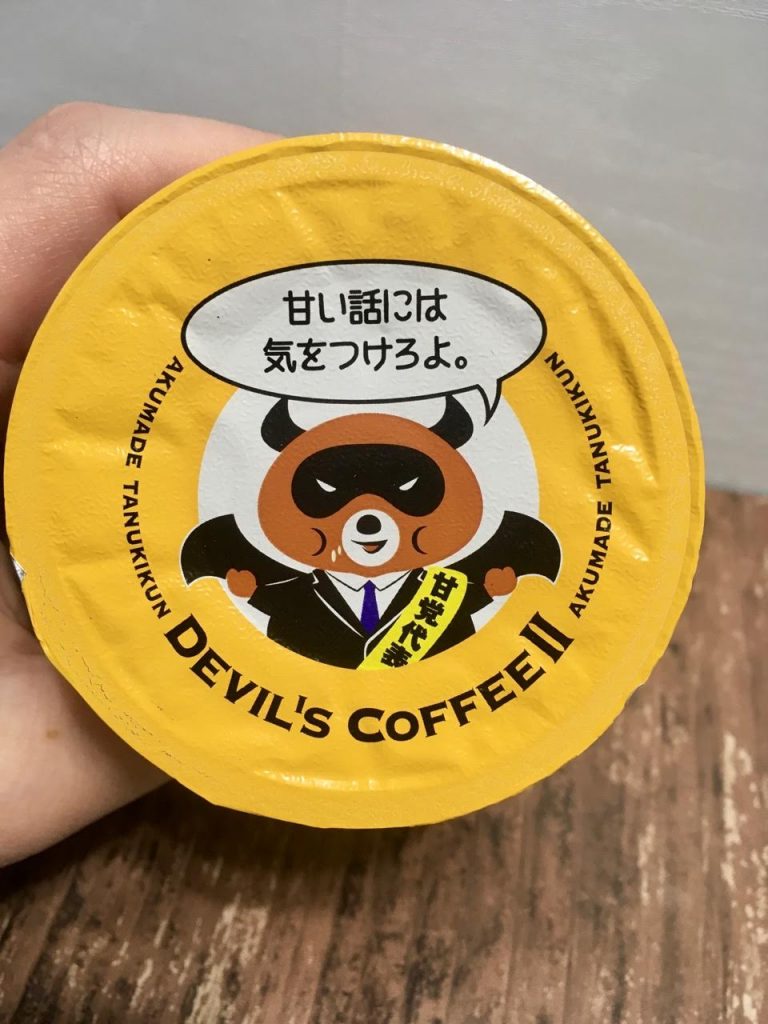 甘い話には
気をつけろよ。
AKUMADE TANUKIKUN
AKUMADE TANUKIKUN
甘党代表
DEVIL'S COFFEE II